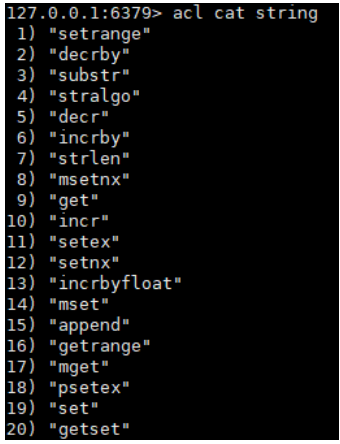 127.0.0.1:6379> acl cat string
1) "setrange"
2) "decrby"
3) "substr"
4) "stralgo"
5) "decr"
6) "incrby"
7) "strlen"
8) "msetnx"
9) "get"
10) "incr"
11) "setex"
12) "setnx"
13) "incrbyfloat"
14) "mset"
15) "append"
16) "getrange"
17) "mget"
18) "psetex"
19) "set"
20) "getset"